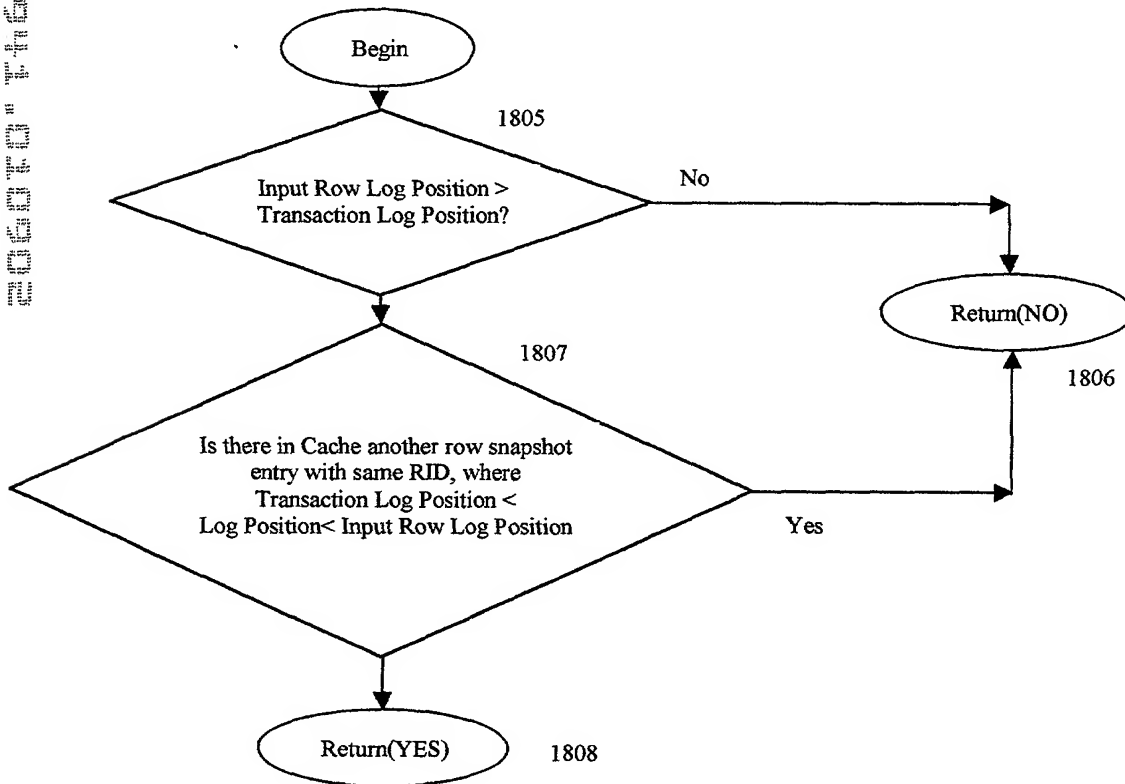 Begin
1805
Input Row Log Position >
Transaction Log Position?
No
Return(NO)
1806
1807
Is there in Cache another row snapshot
entry with same RID, where
Transaction Log Position <
Log Position< Input Row Log Position
Yes
Return(YES)
1808